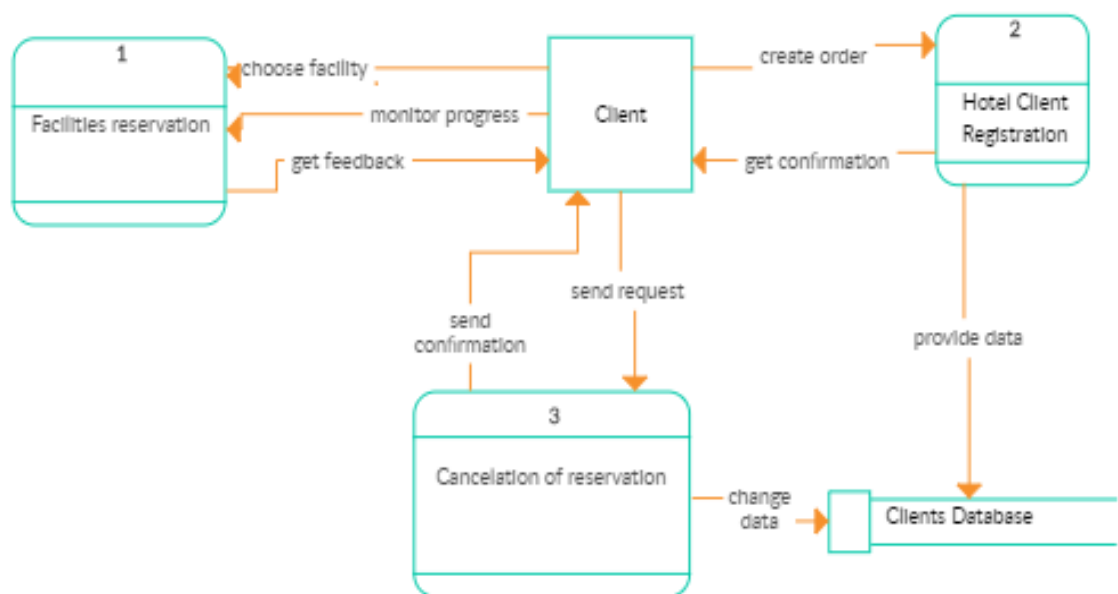 1
choose facility
Facilities reservation
monitor progress
get feedback
Client
create order
2
Hotel Client
Registration
get confirmation
send request
send
confirmation
provide data
3
Cancelation of reservation
change
data
Clients Database